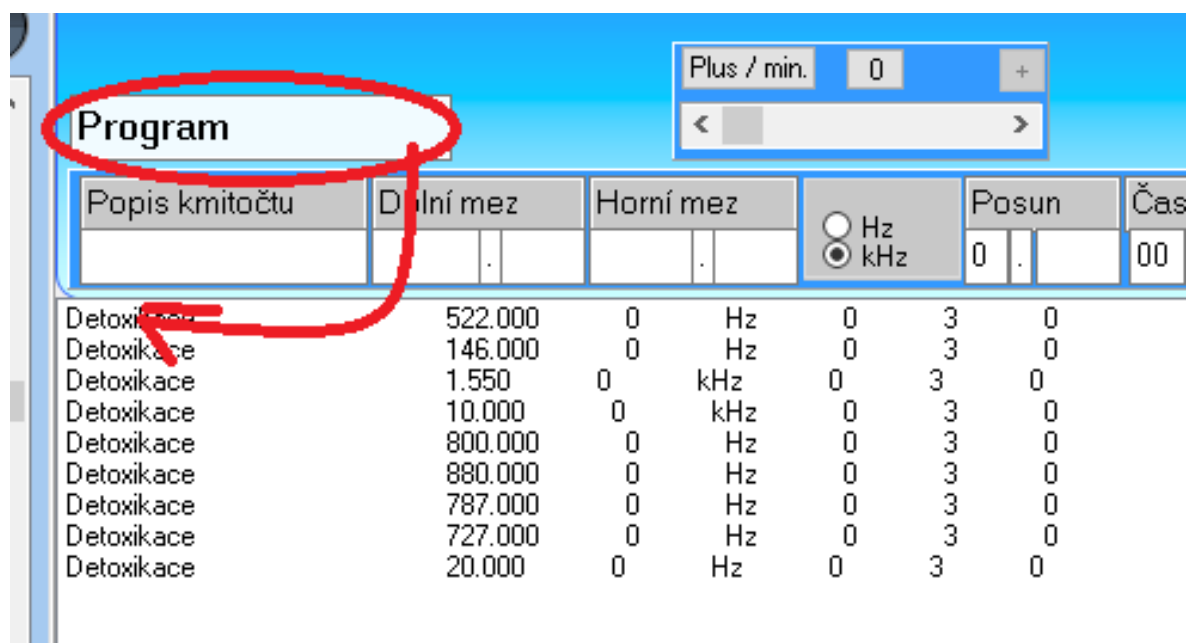 Plus / min. 0 +
Program
< >
Popis kmitočtu Dolní mez Horní mez Posun Čas
Hz
. . kHz 0 . 00
Detoxikace 522.000 0 Hz 0 3 0
Detoxikace 146.000 0 Hz 0 3 0
Detoxikace 1.550 0 kHz 0 3 0
Detoxikace 10.000 0 kHz 0 3 0
Detoxikace 800.000 0 Hz 0 3 0
Detoxikace 880.000 0 Hz 0 3 0
Detoxikace 787.000 0 Hz 0 3 0
Detoxikace 727.000 0 Hz 0 3 0
Detoxikace 20.000 0 Hz 0 3 0